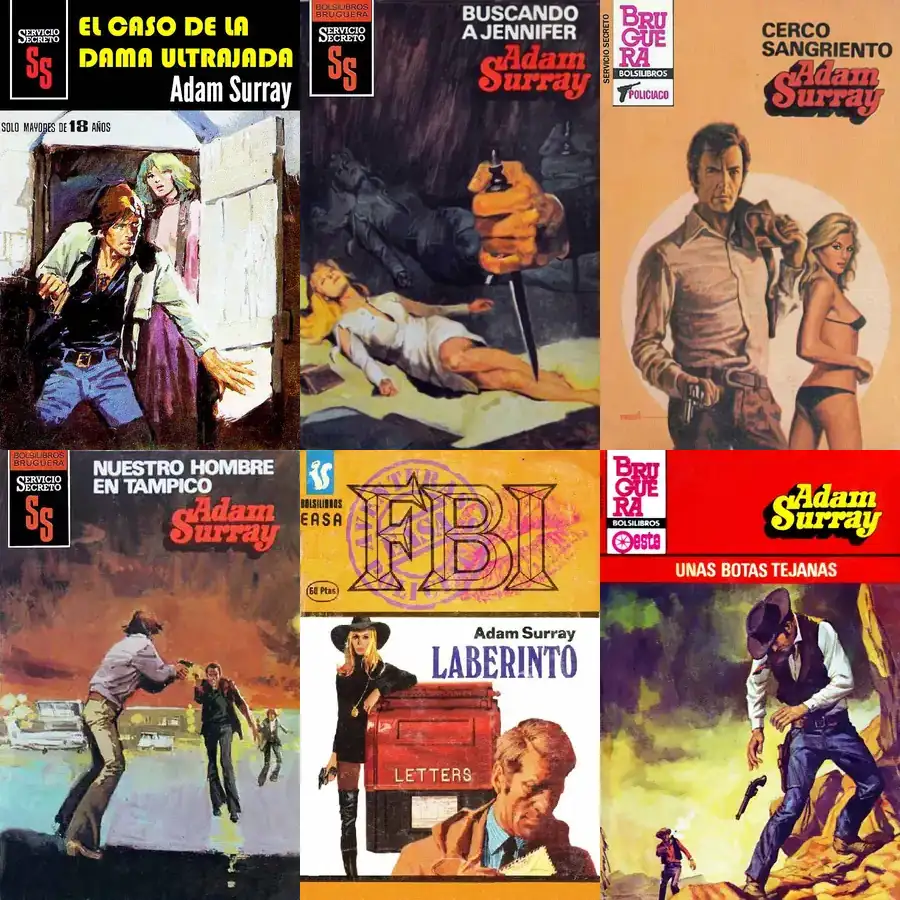 SERVICIO
SECRETO
SS
EL CASO DE LA
DAMA ULTRAJADA
Adam Surray
SOLO MAYORES DE 18 AÑOS
BOLSILIBROS
BRUGUERA
SERVICIO
SECRETO
SS
BUSCANDO
A JENNIFER
Adam
Surray
SERVICIO SECRETO
BRU
GUE
RA
BOLSILIBROS
POLICIACO
CERCO
SANGRIENTO
Adam
Surray
BOLSILIBROS
BRUGUERA
SERVICIO
SECRETO
SS
NUESTRO HOMBRE
EN TAMPICO
Adam
Surray
BOLSILIBROS
EASA
FBI
60 Ptas
Adam Surray
LABERINTO
LETTERS
BRU
GUE
RA
BOLSILIBROS
Oeste
Adam
Surray
UNAS BOTAS TEJANAS